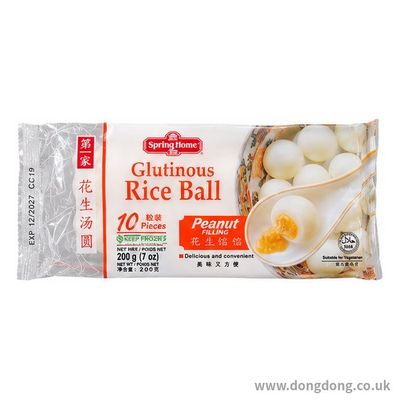 EXP 12/2027 CC19
第一家
花生汤圆
Spring Home
Glutinous
Rice Ball
10 粒装
Pieces
KEEP FROZEN
200 g (7 oz)
NET WT / POIDS NET
净含量: 200克
Peanut
FILLING
花生馅
Delicious and convenient
美味又方便
Suitable for Vegetarian
www.dongdong.co.uk